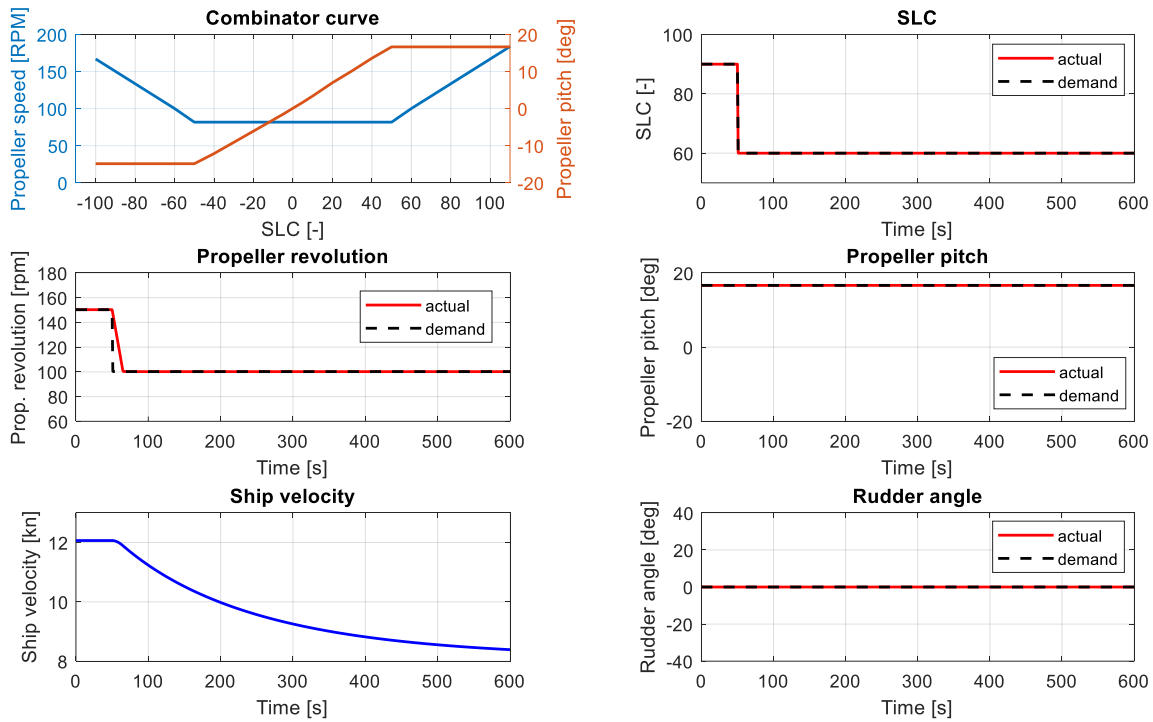 Combinator curve
Propeller speed [RPM]
200
150
100
50
0
20
10
0
-10
-20
Propeller pitch [deg]
-100 -80 -60 -40 -20 0 20 40 60 80 100
SLC [-]
SLC
SLC [-]
100
80
60
actual
demand
0 100 200 300 400 500 600
Time [s]
Propeller revolution
Prop. revolution [rpm]
180
160
140
120
100
80
60
actual
demand
0 100 200 300 400 500 600
Time [s]
Propeller pitch
Propeller pitch [deg]
20
0
-20
actual
demand
0 100 200 300 400 500 600
Time [s]
Ship velocity
Ship velocity [kn]
12
10
8
0 100 200 300 400 500 600
Time [s]
Rudder angle
Rudder angle [deg]
40
20
0
-20
-40
actual
demand
0 100 200 300 400 500 600
Time [s]